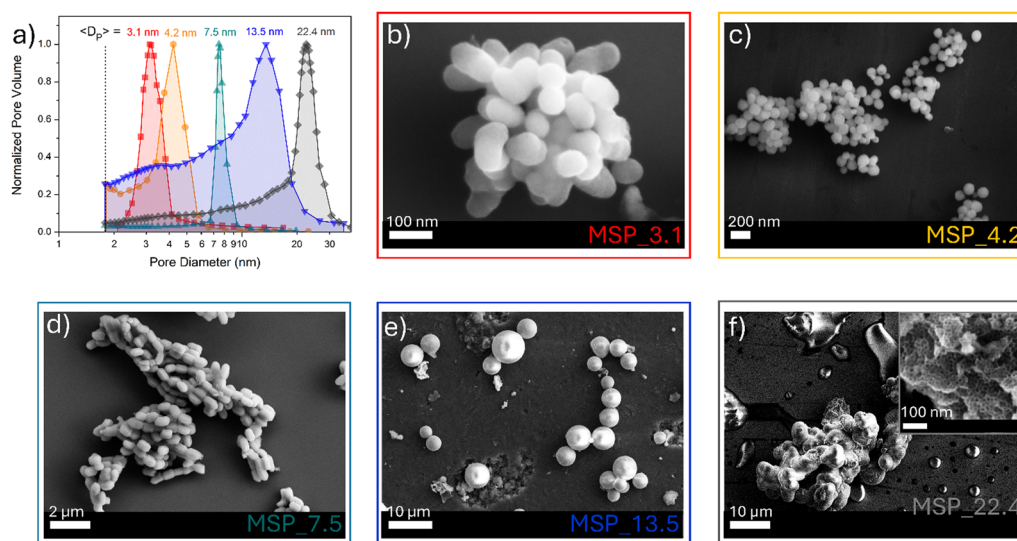 a)
<D_P> = 3.1 nm 4.2 nm 7.5 nm 13.5 nm 22.4 nm
Normalized Pore Volume
1.0
0.8
0.6
0.4
0.2
0.0
1 2 3 4 5 6 7 8 9 10 20 30
Pore Diameter (nm)
b)
100 nm
MSP_3.1
c)
200 nm
MSP_4.2
d)
2 µm
MSP_7.5
e)
10 µm
MSP_13.5
f)
100 nm
10 µm
MSP_22.4